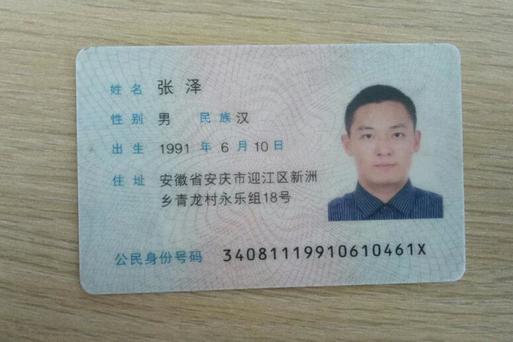 姓名 张泽
性别 男 民族 汉
出生 1991 年 6 月 10 日
住址 安徽省安庆市迎江区新洲
乡青龙村永乐组18号
公民身份号码 34081119910610461X